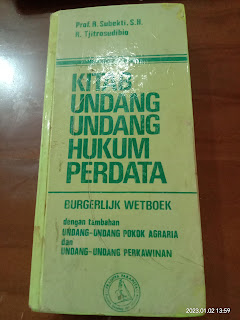 Prof. R. Subekti, S.H.
R. Tjitrosudibio
KITAB
UNDANG
UNDANG
HUKUM
PERDATA
BURGERLIJK WETBOEK
dengan tambahan
UNDANG-UNDANG POKOK AGRARIA
dan
UNDANG-UNDANG PERKAWINAN
2023.01.02 13:59